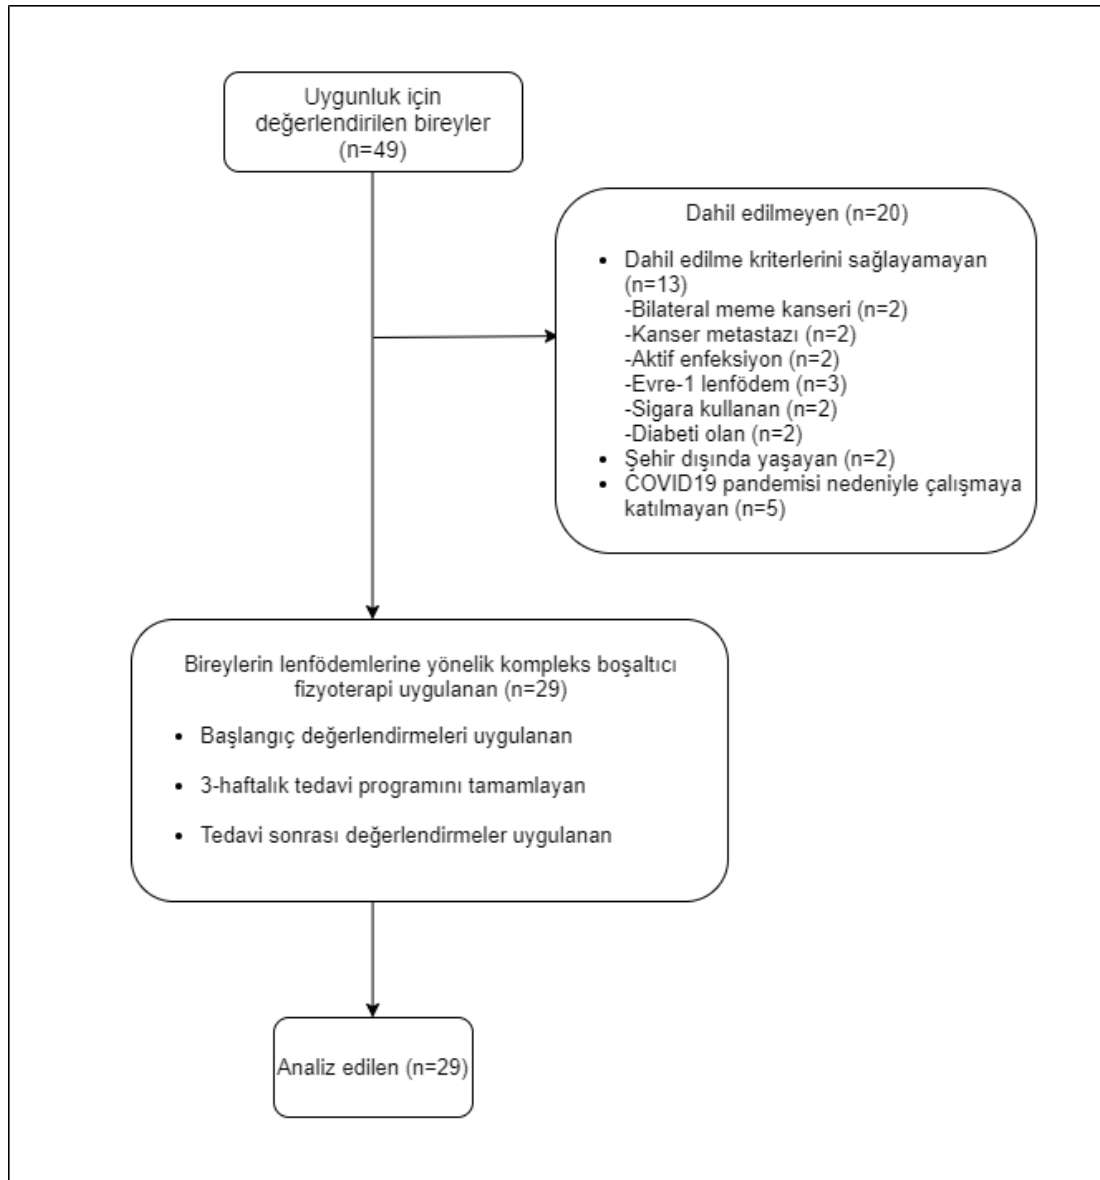 Uygunluk için
değerlendirilen bireyler
(n=49)
Dahil edilmeyen (n=20)
• Dahil edilme kriterlerini sağlayamayan
(n=13)
-Bilateral meme kanseri (n=2)
-Kanser metastazı (n=2)
-Aktif enfeksiyon (n=2)
-Evre-1 lenfödem (n=3)
-Sigara kullanan (n=2)
-Diabeti olan (n=2)
• Şehir dışında yaşayan (n=2)
• COVID19 pandemisi nedeniyle çalışmaya
katılmayan (n=5)
Bireylerin lenfödemlerine yönelik kompleks boşaltıcı
fizyoterapi uygulanan (n=29)
• Başlangıç değerlendirmeleri uygulanan
• 3-haftalık tedavi programını tamamlayan
• Tedavi sonrası değerlendirmeler uygulanan
Analiz edilen (n=29)